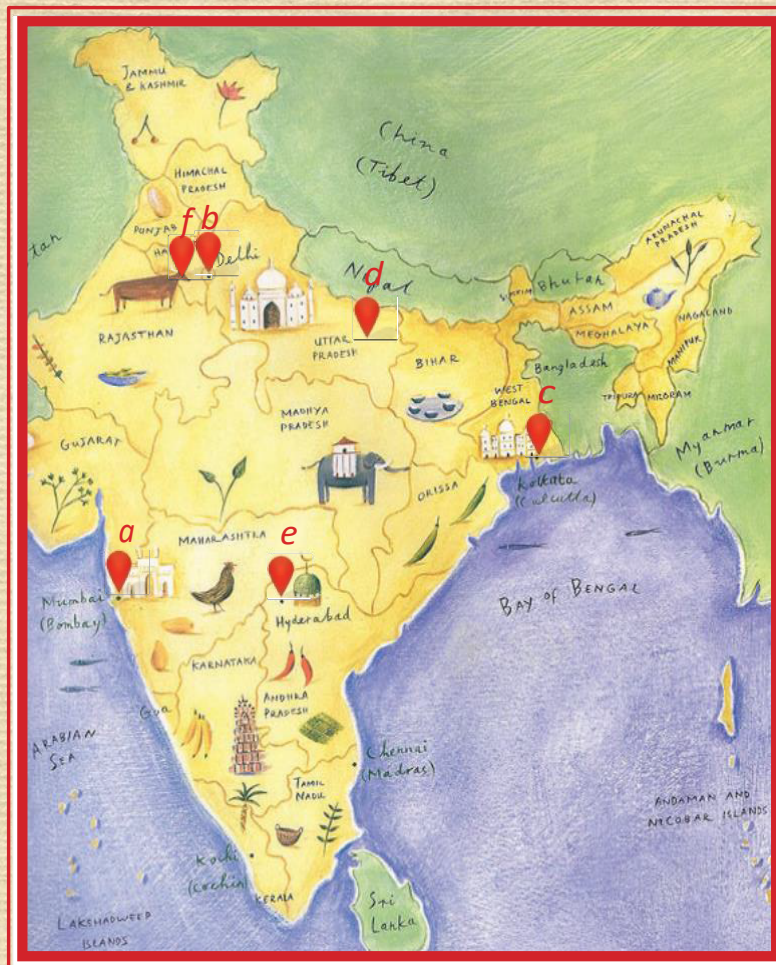 JAMMU
& KASHMIR
China
(Tibet)
HIMACHAL
PRADESH
PUNJAB
HA
f
b
Delhi
tan
Nepal
d
ARUNACHAL
PRADESH
SIKKIM
Bhutan
ASSAM
NAGALAND
MEGHALAYA
MANIPUR
RAJASTHAN
UTTAR
PRADESH
BIHAR
Bangladesh
WEST
BENGAL
c
TRIPURA
MIZORAM
MADHYA
PRADESH
GUJARAT
Myanmar
(Burma)
Kolkata
(Calcutta)
ORISSA
a
MAHARASHTRA
e
Mumbai
(Bombay)
Hyderabad
BAY OF BENGAL
KARNATAKA
Goa
ANDHRA
PRADESH
ARABIAN
SEA
Chennai
(Madras)
TAMIL
NADU
ANDAMAN AND
NICOBAR ISLANDS
Kochi
(Cochin)
KERALA
Sri
Lanka
LAKSHADWEEP
ISLANDS